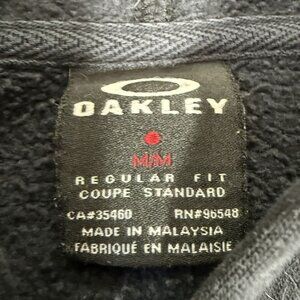 OAKLEY
M/M
REGULAR FIT
COUPE STANDARD
CA#35460 RN#96548
MADE IN MALAYSIA
FABRIQUÉ EN MALAISIE